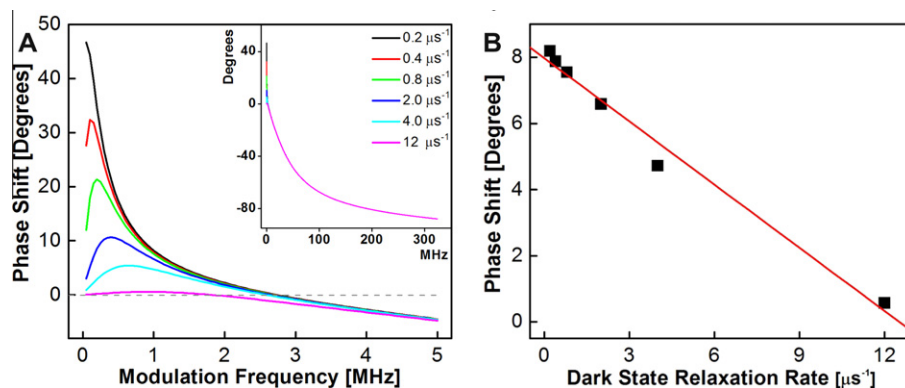 A
Phase Shift [Degrees]
50
40
30
20
10
0
0 1 2 3 4 5
Modulation Frequency [MHz]
Degrees
40
0
-40
-80
0 100 200 300
MHz
0.2 µs⁻¹
0.4 µs⁻¹
0.8 µs⁻¹
2.0 µs⁻¹
4.0 µs⁻¹
12 µs⁻¹
B
Phase Shift [Degrees]
8
6
4
2
0
0 3 6 9 12
Dark State Relaxation Rate [µs⁻¹]